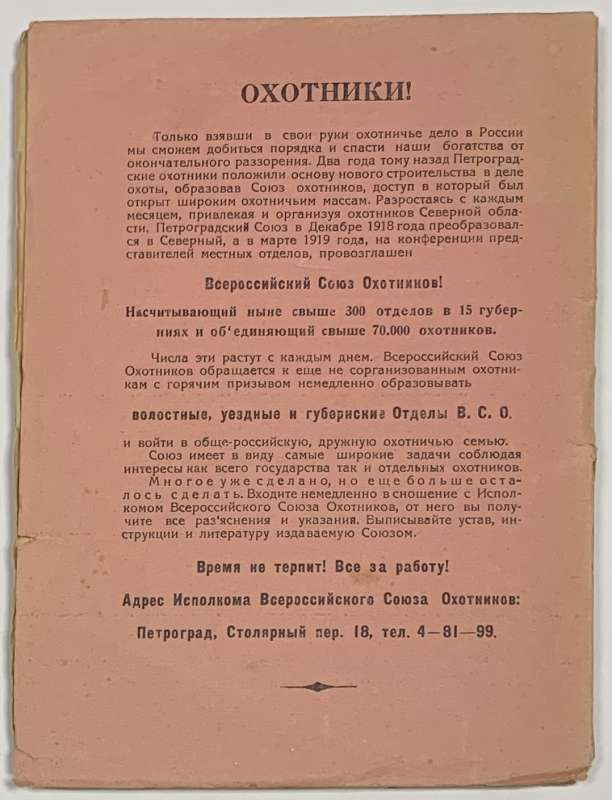 ОХОТНИКИ!
Только взявши в свои руки охотничье дело в России
мы сможем добиться порядка и спасти наши богатства от
окончательного раззорения. Два года тому назад Петроград-
ские охотники положили основу нового строительства в деле
охоты, образовав Союз охотников, доступ в который был
открыт широким охотничьим массам. Разростаясь с каждым
месяцем, привлекая и организуя охотников Северной обла-
сти, Петроградский Союз в Декабре 1918 года преобразовал-
ся в Северный, а в марте 1919 года, на конференции пред-
ставителей местных отделов, провозглашен
Всероссийский Союз Охотников!
Насчитывающий ныне свыше 300 отделов в 15 губер-
ниях и об'единяющий свыше 70.000 охотников.
Числа эти растут с каждым днем. Всероссийский Союз
Охотников обращается к еще не сорганизованным охотни-
кам с горячим призывом немедленно образовывать
волостные, уездные и губернские Отделы В. С. О.
и войти в обще-российскую, дружную охотничью семью.
Союз имеет в виду самые широкие задачи соблюдая
интересы как всего государства так и отдельных охотников.
Многое уже сделано, но еще больше оста-
лось сделать. Входите немедленно в сношение с Испол-
комом Всероссийского Союза Охотников, от него вы полу-
чите все раз'яснения и указания. Выписывайте устав, ин-
струкции и литературу издаваемую Союзом.
Время не терпит! Все за работу!
Адрес Исполкома Всероссийского Союза Охотников:
Петроград, Столярный пер. 18, тел. 4—81—99.